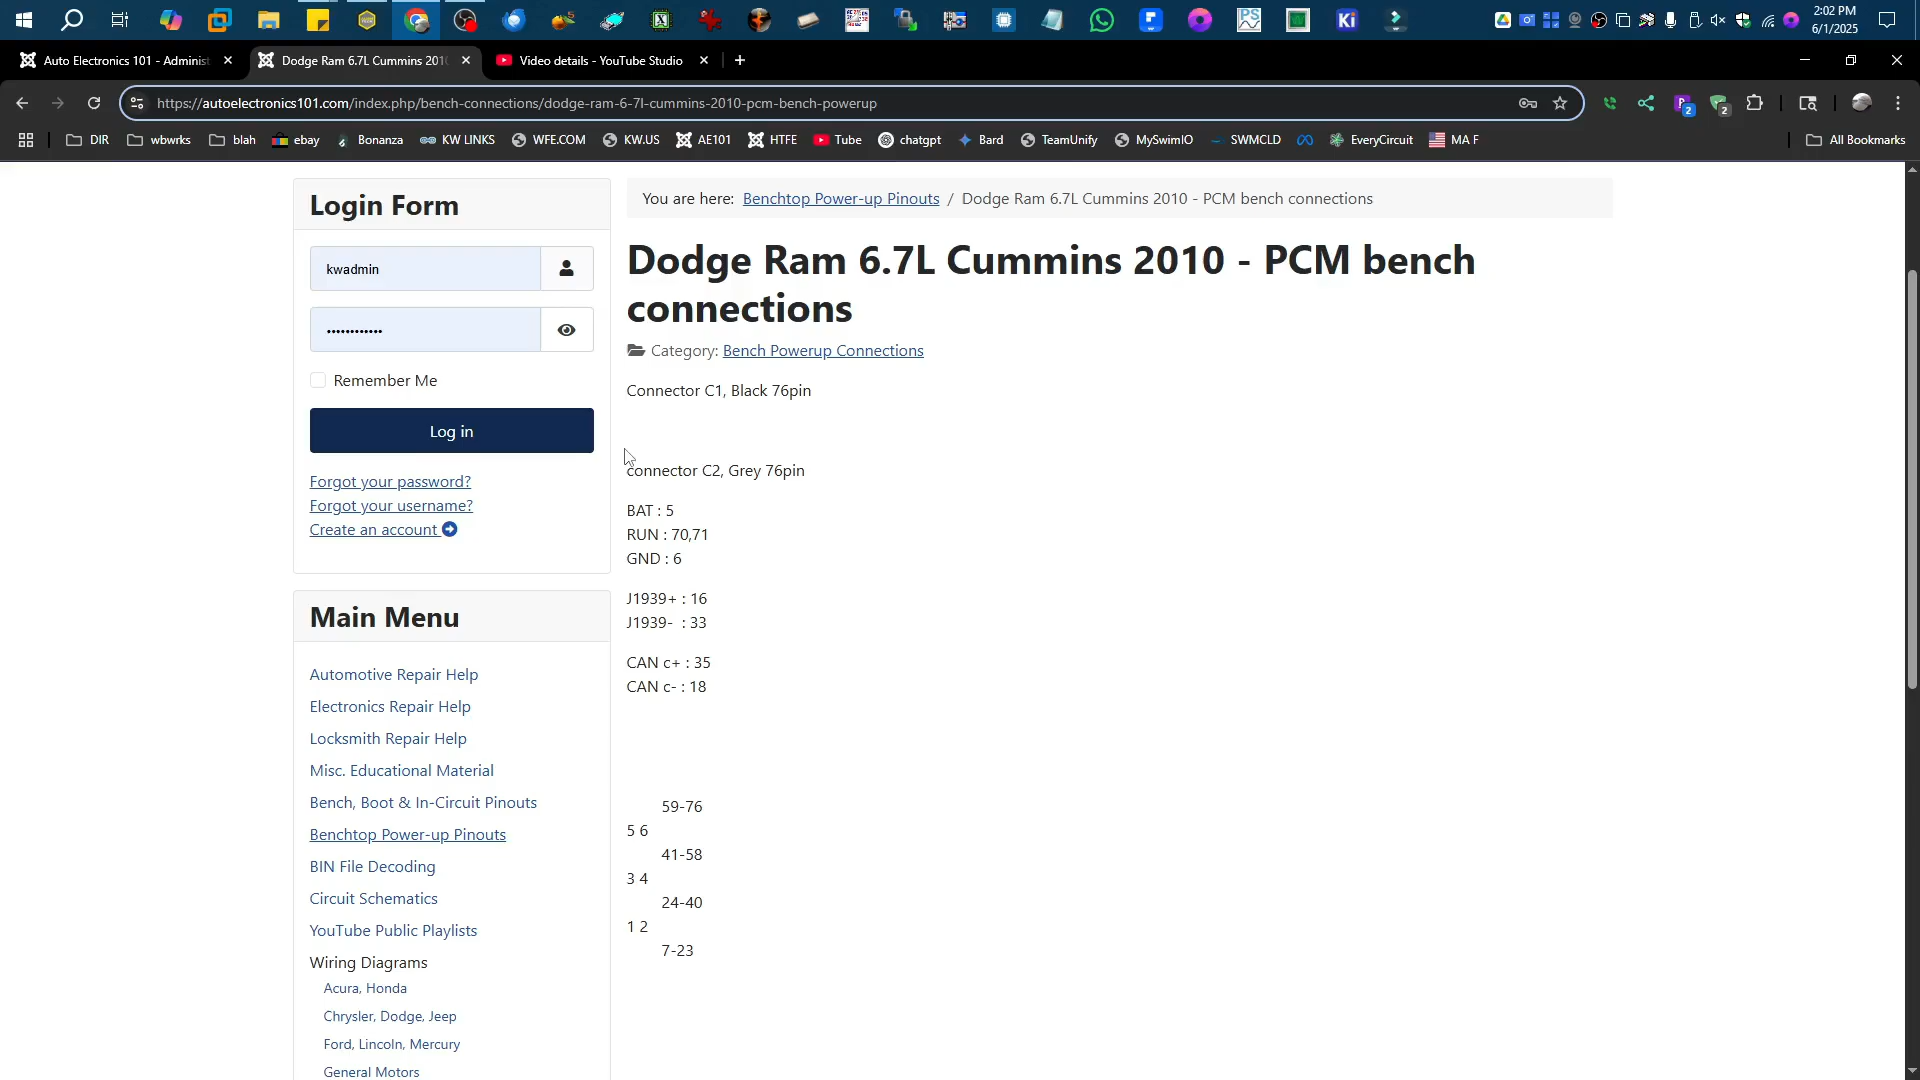 2:02 PM
6/1/2025
Auto Electronics 101 - Administ
Dodge Ram 6.7L Cummins 201
Video details - YouTube Studio
https://autoelectronics101.com/index.php/bench-connections/dodge-ram-6-7l-cummins-2010-pcm-bench-powerup
DIR
wbwrks
blah
ebay
Bonanza
KW LINKS
WFE.COM
KW.US
AE101
HTFE
Tube
chatgpt
Bard
TeamUnify
MySwimIO
SWMCLD
EveryCircuit
MA F
All Bookmarks
Login Form
kwadmin
Remember Me
Log in
Forgot your password?
Forgot your username?
Create an account
Main Menu
Automotive Repair Help
Electronics Repair Help
Locksmith Repair Help
Misc. Educational Material
Bench, Boot & In-Circuit Pinouts
Benchtop Power-up Pinouts
BIN File Decoding
Circuit Schematics
YouTube Public Playlists
Wiring Diagrams
Acura, Honda
Chrysler, Dodge, Jeep
Ford, Lincoln, Mercury
General Motors
You are here: Benchtop Power-up Pinouts / Dodge Ram 6.7L Cummins 2010 - PCM bench connections
Dodge Ram 6.7L Cummins 2010 - PCM bench
connections
Category: Bench Powerup Connections
Connector C1, Black 76pin
connector C2, Grey 76pin
BAT : 5
RUN : 70,71
GND : 6
J1939+ : 16
J1939- : 33
CAN c+ : 35
CAN c- : 18
59-76
5 6
41-58
3 4
24-40
1 2
7-23